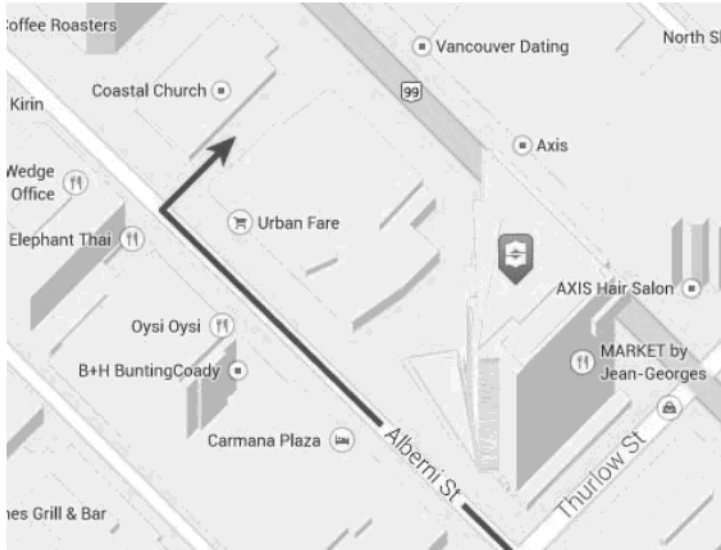 offee Roasters
Vancouver Dating
North S
Coastal Church
99
Kirin
Axis
Wedge
Office
Urban Fare
Elephant Thai
AXIS Hair Salon
Oysi Oysi
MARKET by
Jean-Georges
B+H BuntingCoady
Carmana Plaza
Alberni St
Thurlow St
nes Grill & Bar